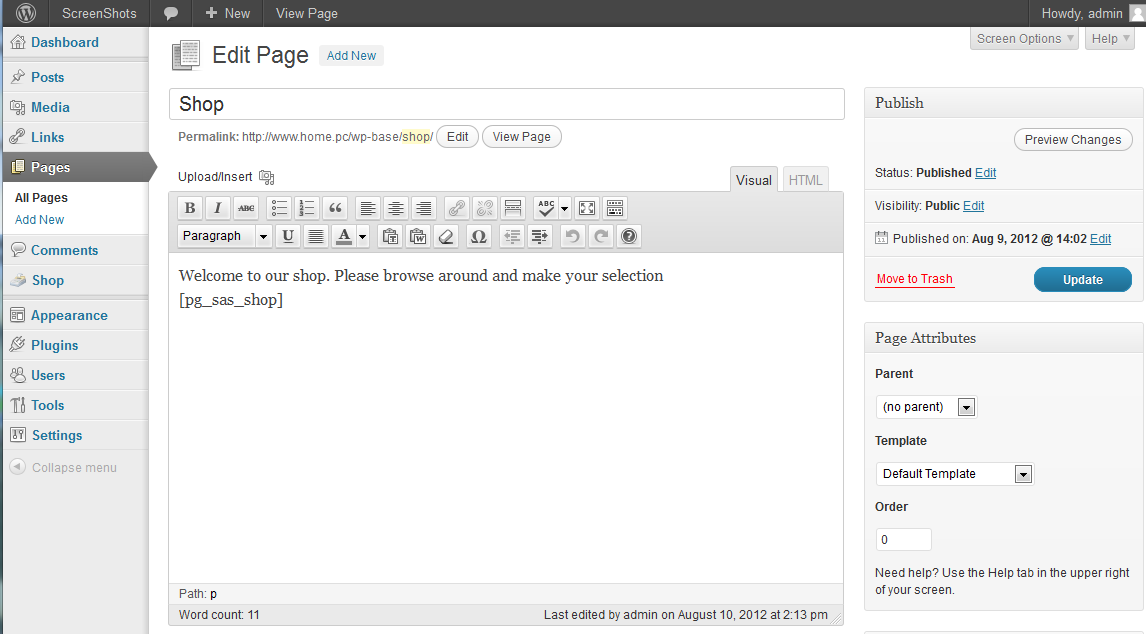 ScreenShots + New View Page Howdy, admin
Screen Options Help
Dashboard
Posts
Media
Links
Pages
All Pages
Add New
Comments
Shop
Appearance
Plugins
Users
Tools
Settings
Collapse menu
Edit Page Add New
Shop
Permalink: http://www.home.pc/wp-base/shop/ Edit View Page
Upload/Insert
Visual HTML
B I ABC ABC
Paragraph U A Ω
Welcome to our shop. Please browse around and make your selection
[pg_sas_shop]
Path: p
Word count: 11 Last edited by admin on August 10, 2012 at 2:13 pm
Publish
Preview Changes
Status: Published Edit
Visibility: Public Edit
Published on: Aug 9, 2012 @ 14:02 Edit
Move to Trash Update
Page Attributes
Parent
(no parent)
Template
Default Template
Order
0
Need help? Use the Help tab in the upper right
of your screen.